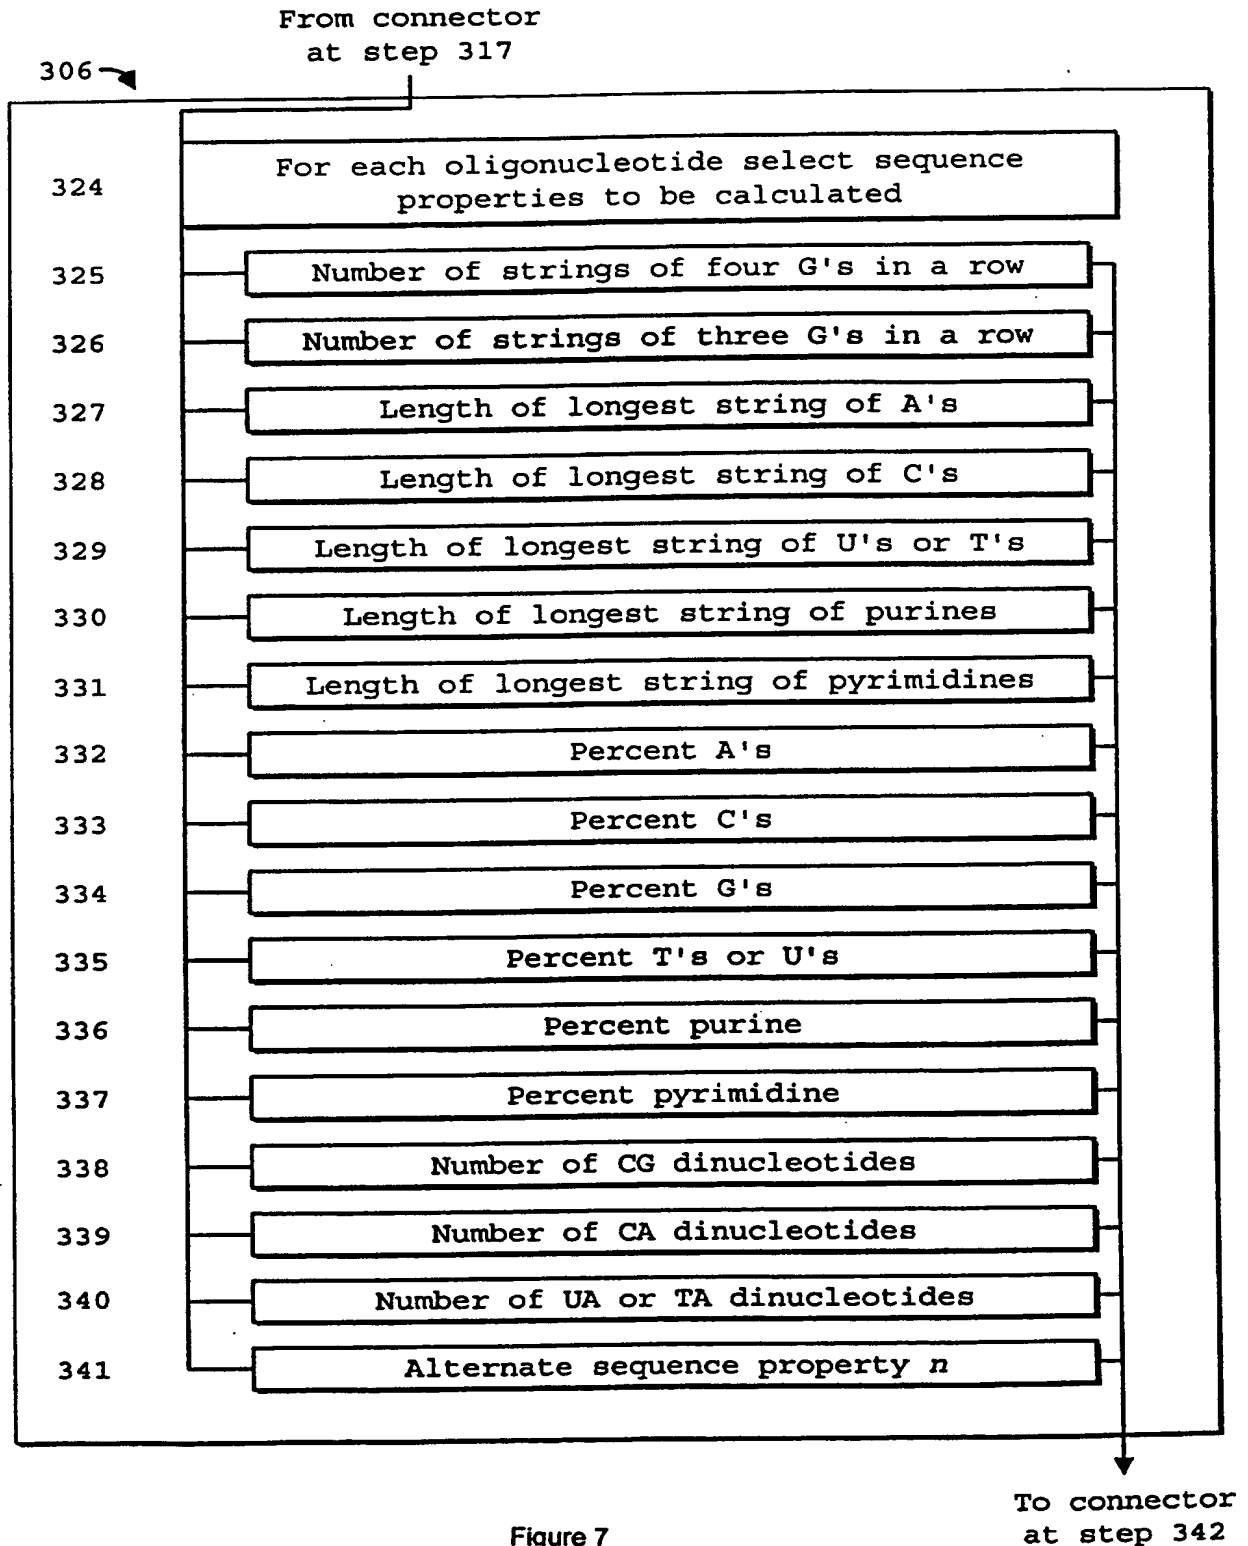 From connector
at step 317
306
324 For each oligonucleotide select sequence
properties to be calculated
325 Number of strings of four G's in a row
326 Number of strings of three G's in a row
327 Length of longest string of A's
328 Length of longest string of C's
329 Length of longest string of U's or T's
330 Length of longest string of purines
331 Length of longest string of pyrimidines
332 Percent A's
333 Percent C's
334 Percent G's
335 Percent T's or U's
336 Percent purine
337 Percent pyrimidine
338 Number of CG dinucleotides
339 Number of CA dinucleotides
340 Number of UA or TA dinucleotides
341 Alternate sequence property n
To connector
at step 342
Figure 7